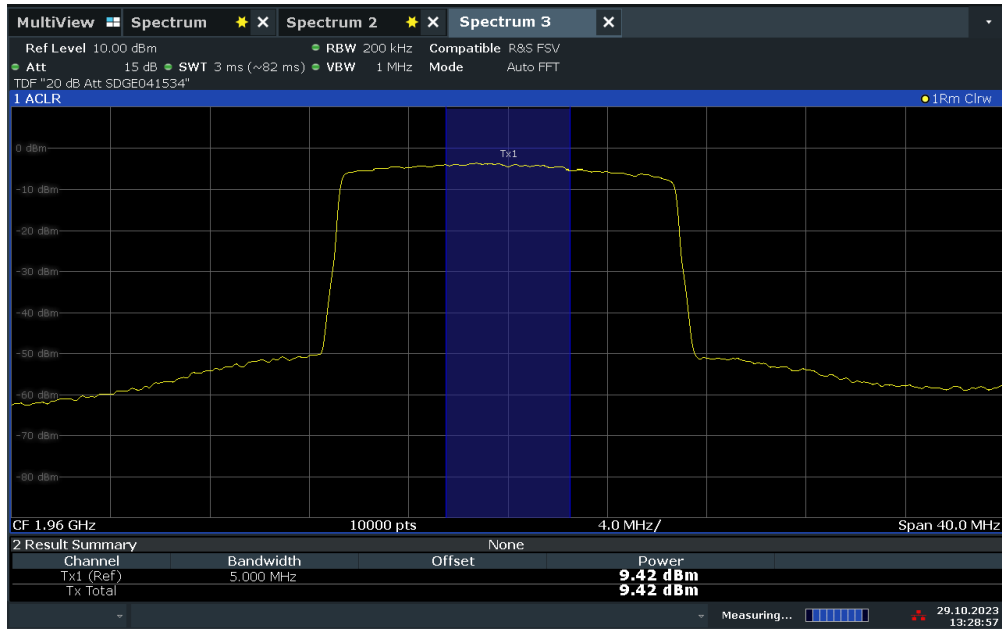 MultiView Spectrum Spectrum 2 Spectrum 3
Ref Level 10.00 dBm RBW 200 kHz Compatible R&S FSV
Att 15 dB SWT 3 ms (~82 ms) VBW 1 MHz Mode Auto FFT
TDF "20 dB Att SDGE041534"
1 ACLR 1Rm Clrw
0 dBm
Tx1
-10 dBm
-20 dBm
-30 dBm
-40 dBm
-50 dBm
-60 dBm
-70 dBm
-80 dBm
CF 1.96 GHz 10000 pts 4.0 MHz/ Span 40.0 MHz
2 Result Summary None
Channel Bandwidth Offset Power
Tx1 (Ref) 5.000 MHz 9.42 dBm
Tx Total 9.42 dBm
Measuring... 29.10.2023
13:28:57